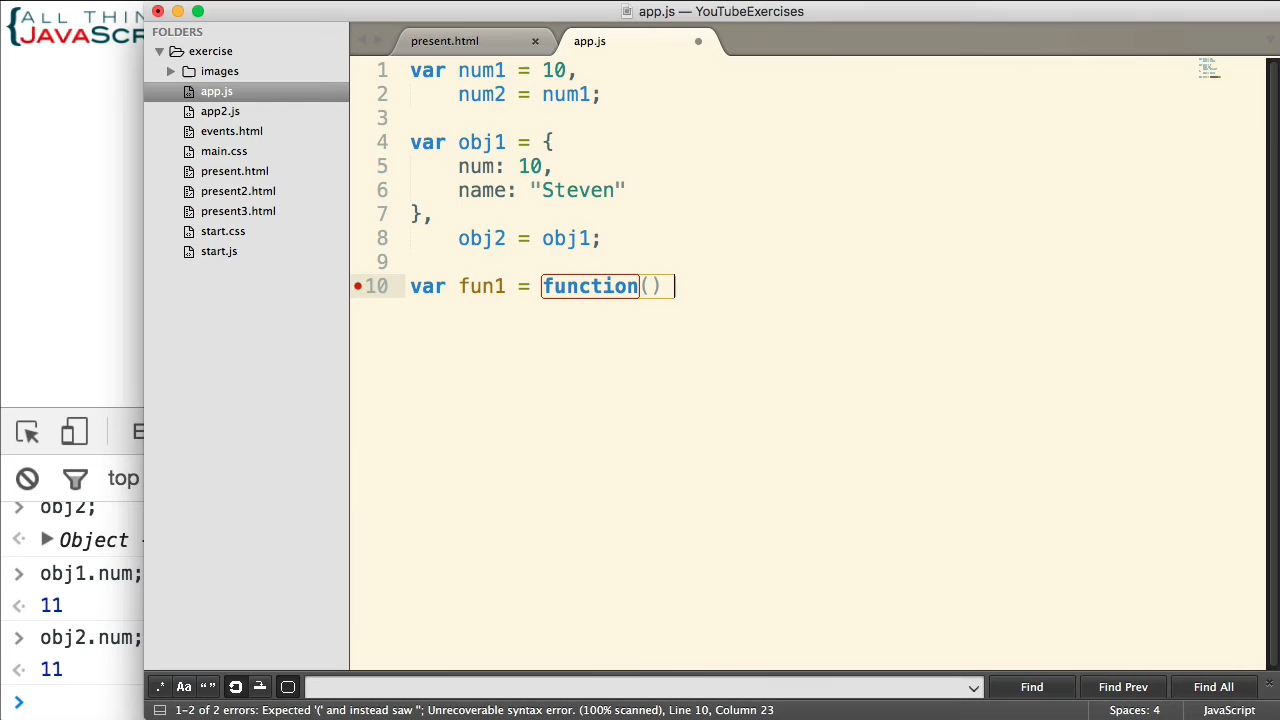 {ALL THIN
JAVASCR
app.js — YouTubeExercises
FOLDERS
exercise
images
app.js
app2.js
events.html
main.css
present.html
present2.html
present3.html
start.css
start.js
present.html × app.js
1 var num1 = 10,
2 num2 = num1;
3
4 var obj1 = {
5 num: 10,
6 name: "Steven"
7 },
8 obj2 = obj1;
9
10 var fun1 = function()
E
top
> obj2;
Object
> obj1.num;
11
> obj2.num;
11
>
.* Aa “ ” Find Find Prev Find All ×
1-2 of 2 errors: Expected '(' and instead saw ''; Unrecoverable syntax error. (100% scanned), Line 10, Column 23 Spaces: 4 JavaScript